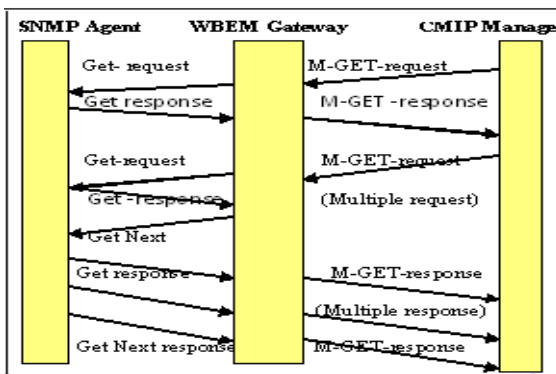 SNMP Agent WBEM Gateway CMIP Manage
Get- request M-GET-request
Get response M-GET -response
Get-request M-GET-request
Get -response (Multiple request)
Get Next
Get response M-GET-response
(Multiple response)
Get Next response M-GET-response